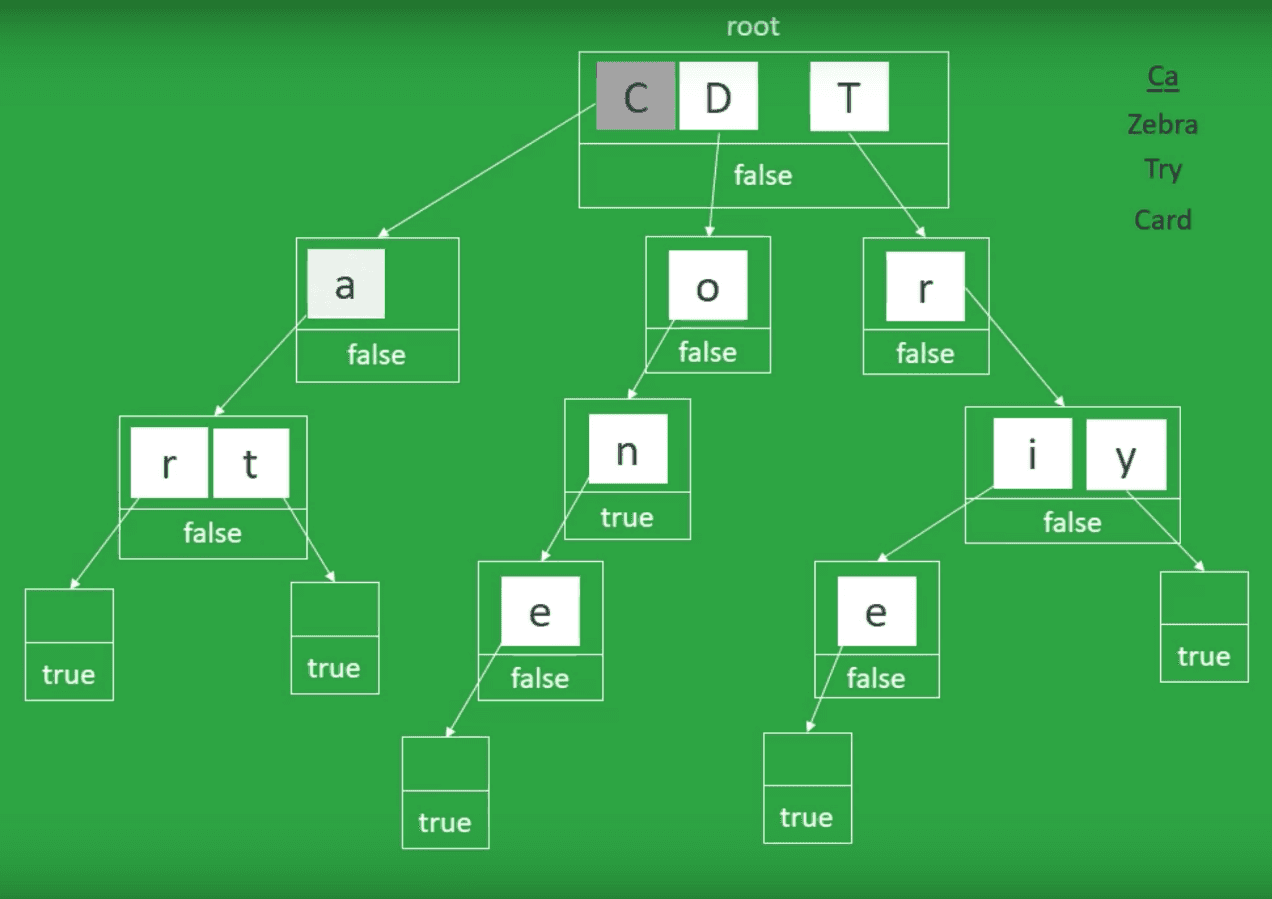 root
C D T
Ca
Zebra
Try
Card
false
a
o
r
false
false
false
r t
n
i y
false
true
false
e
e
true
true
false
false
true
true
true